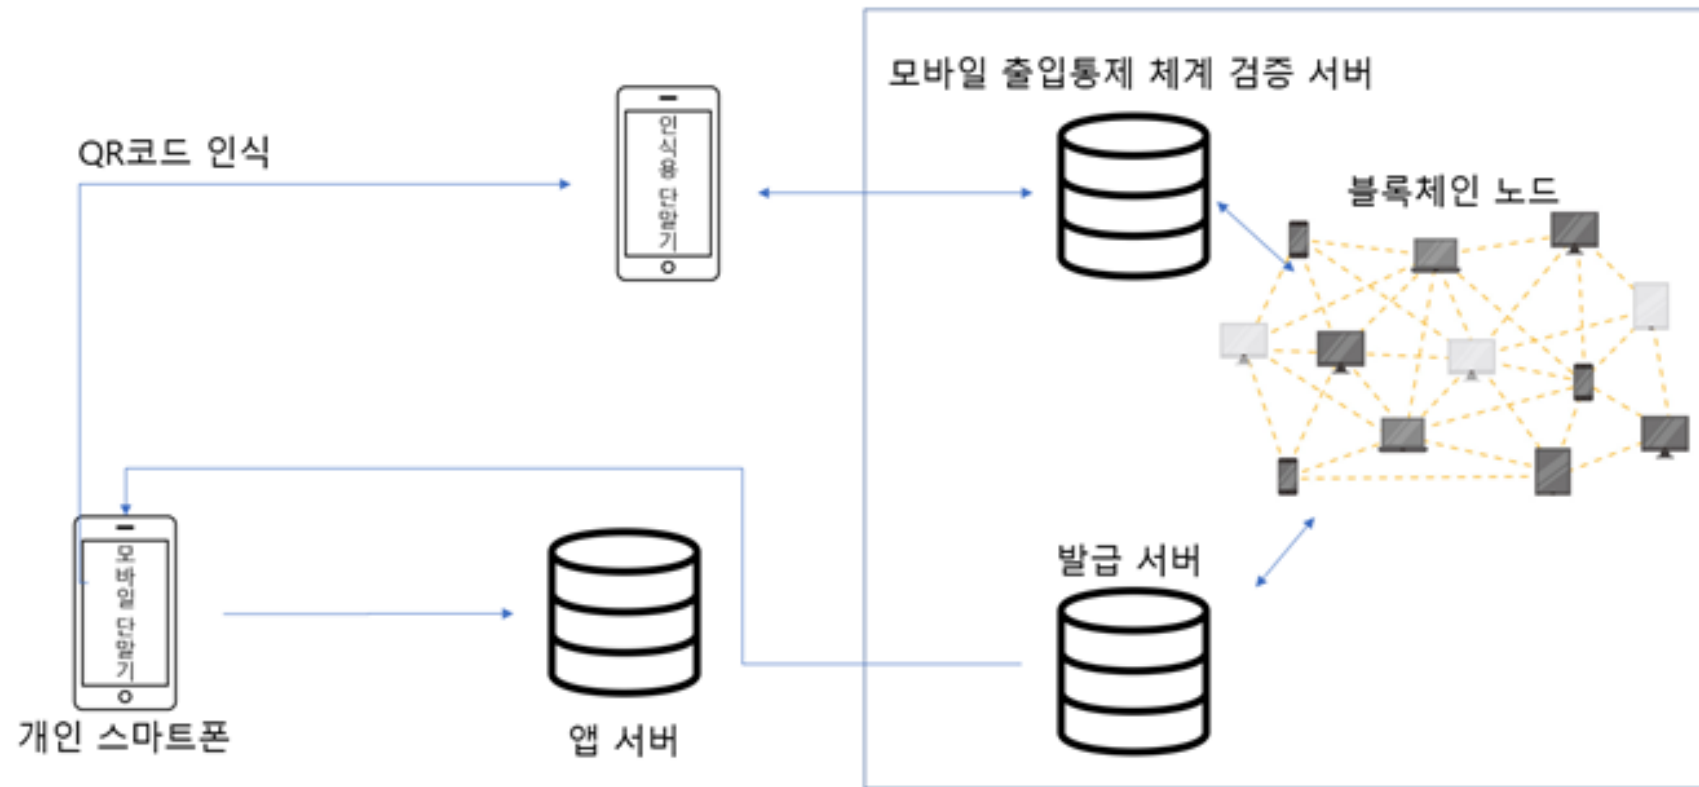 모바일 출입통제 체계 검증 서버
QR코드 인식
인식용 단말기
블록체인 노드
모바일 단말기
발급 서버
개인 스마트폰
앱 서버